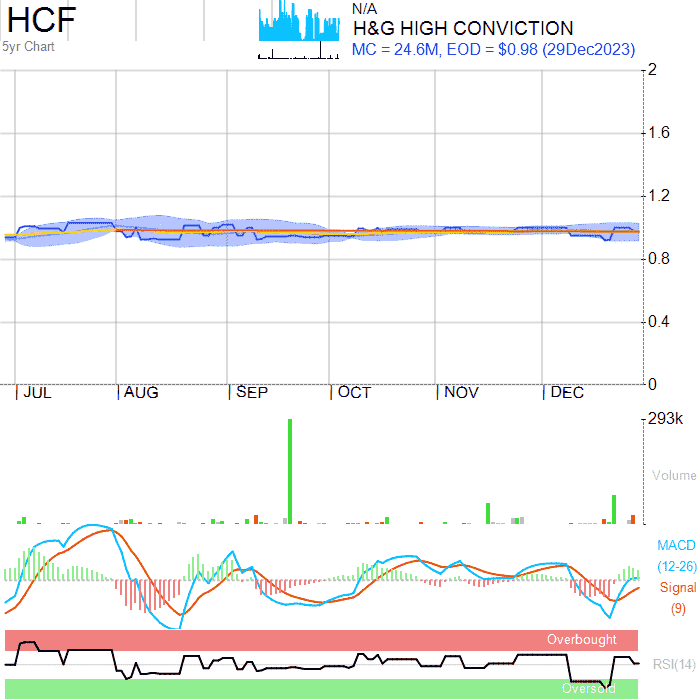 HCF
5yr Chart
N/A
H&G HIGH CONVICTION
MC = 24.6M, EOD = $0.98 (29Dec2023)
2
1.6
1.2
0.8
0.4
0
JUL AUG SEP OCT NOV DEC
293k
Volume
MACD
(12-26)
Signal
(9)
Overbought
RSI(14)
Oversold